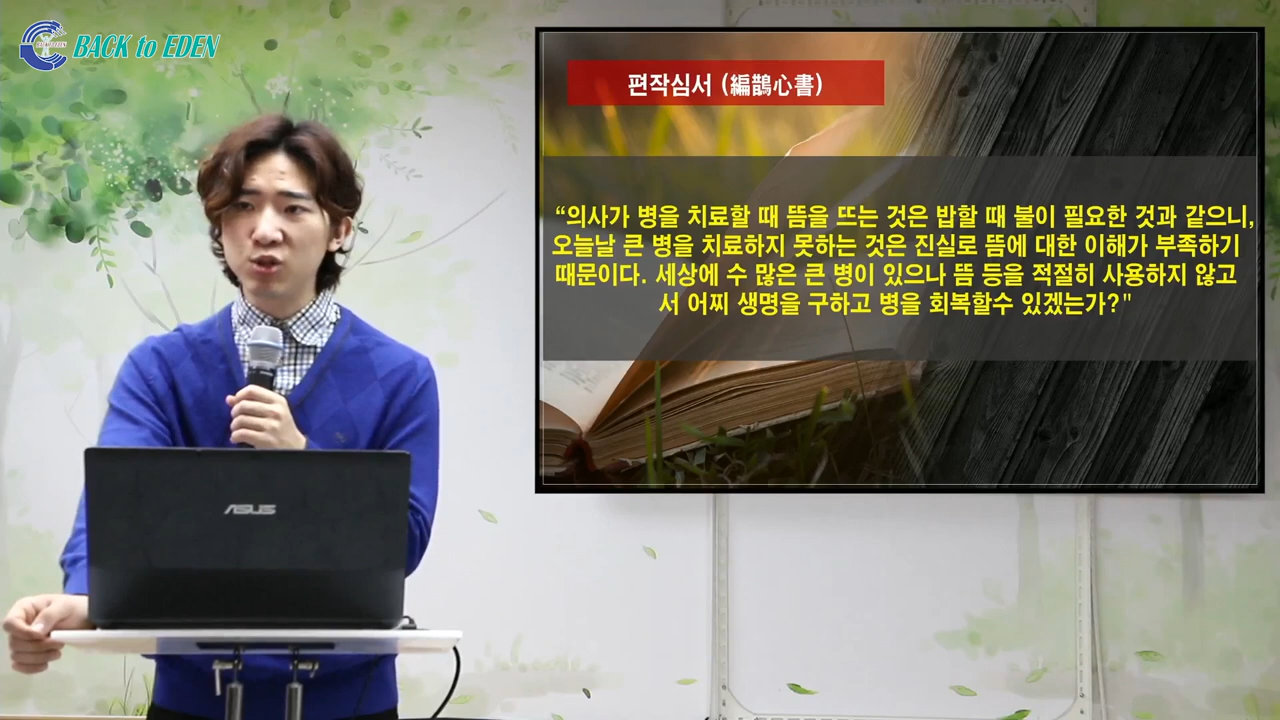 BACK to EDEN
편작심서 (編鵲心書)
“의사가 병을 치료할 때 뜸을 뜨는 것은 밥할 때 불이 필요한 것과 같으니,
오늘날 큰 병을 치료하지 못하는 것은 진실로 뜸에 대한 이해가 부족하기
때문이다. 세상에 수 많은 큰 병이 있으나 뜸 등을 적절히 사용하지 않고
서 어찌 생명을 구하고 병을 회복할수 있겠는가?"
ASUS